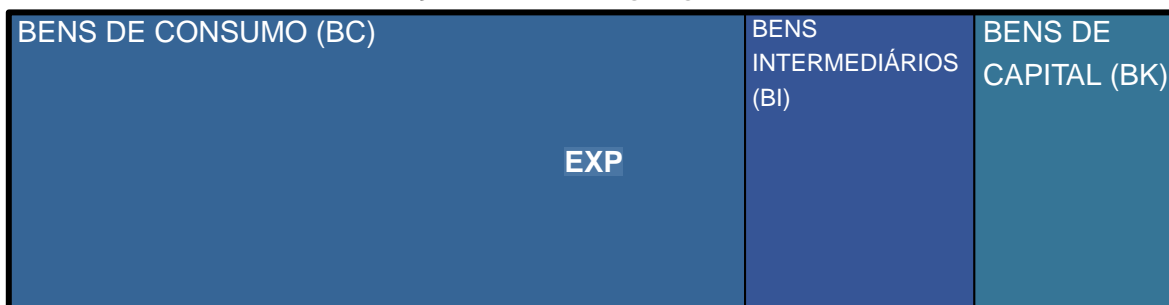 BENS DE CONSUMO (BC)
BENS
INTERMEDIÁRIOS
(BI)
BENS DE
CAPITAL (BK)
EXP